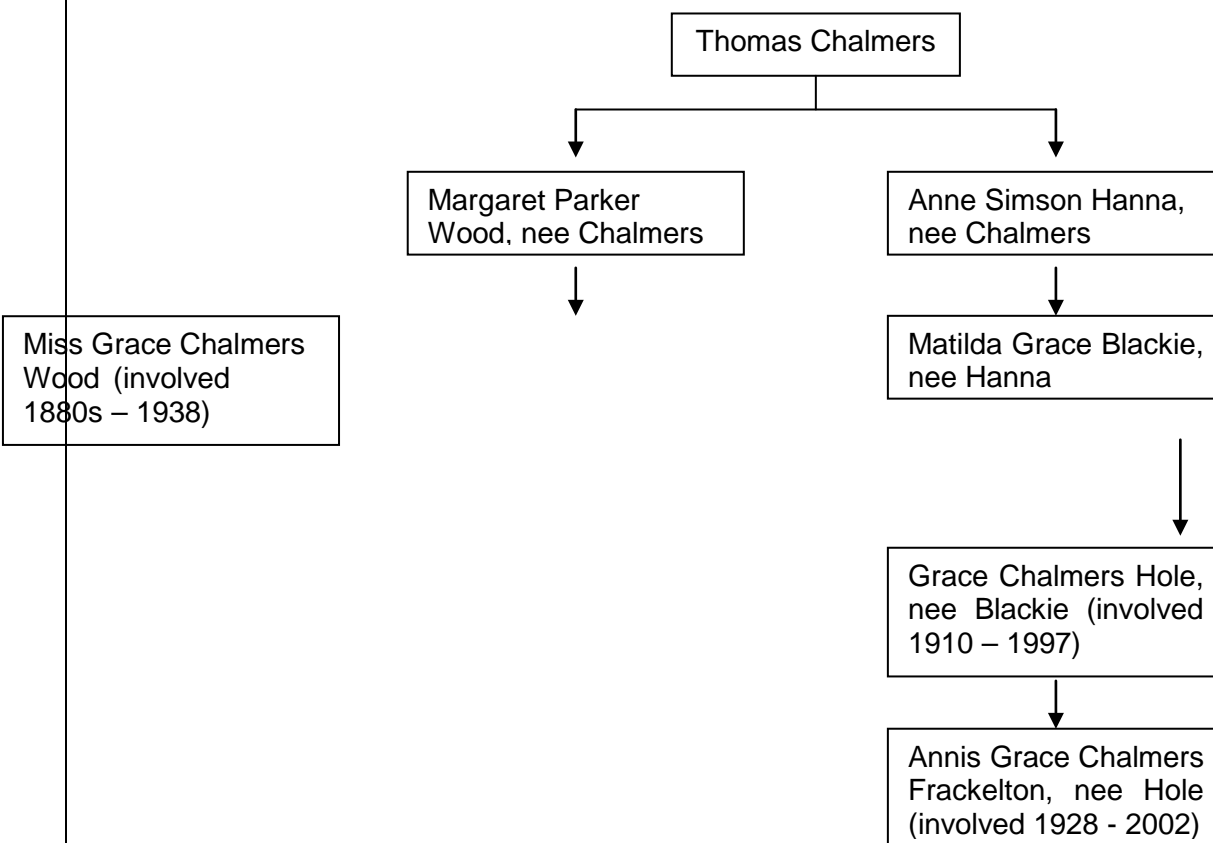 Thomas Chalmers
Margaret Parker
Wood, nee Chalmers
Anne Simson Hanna,
nee Chalmers
Miss Grace Chalmers
Wood (involved
1880s – 1938)
Matilda Grace Blackie,
nee Hanna
Grace Chalmers Hole,
nee Blackie (involved
1910 – 1997)
Annis Grace Chalmers
Frackelton, nee Hole
(involved 1928 - 2002)